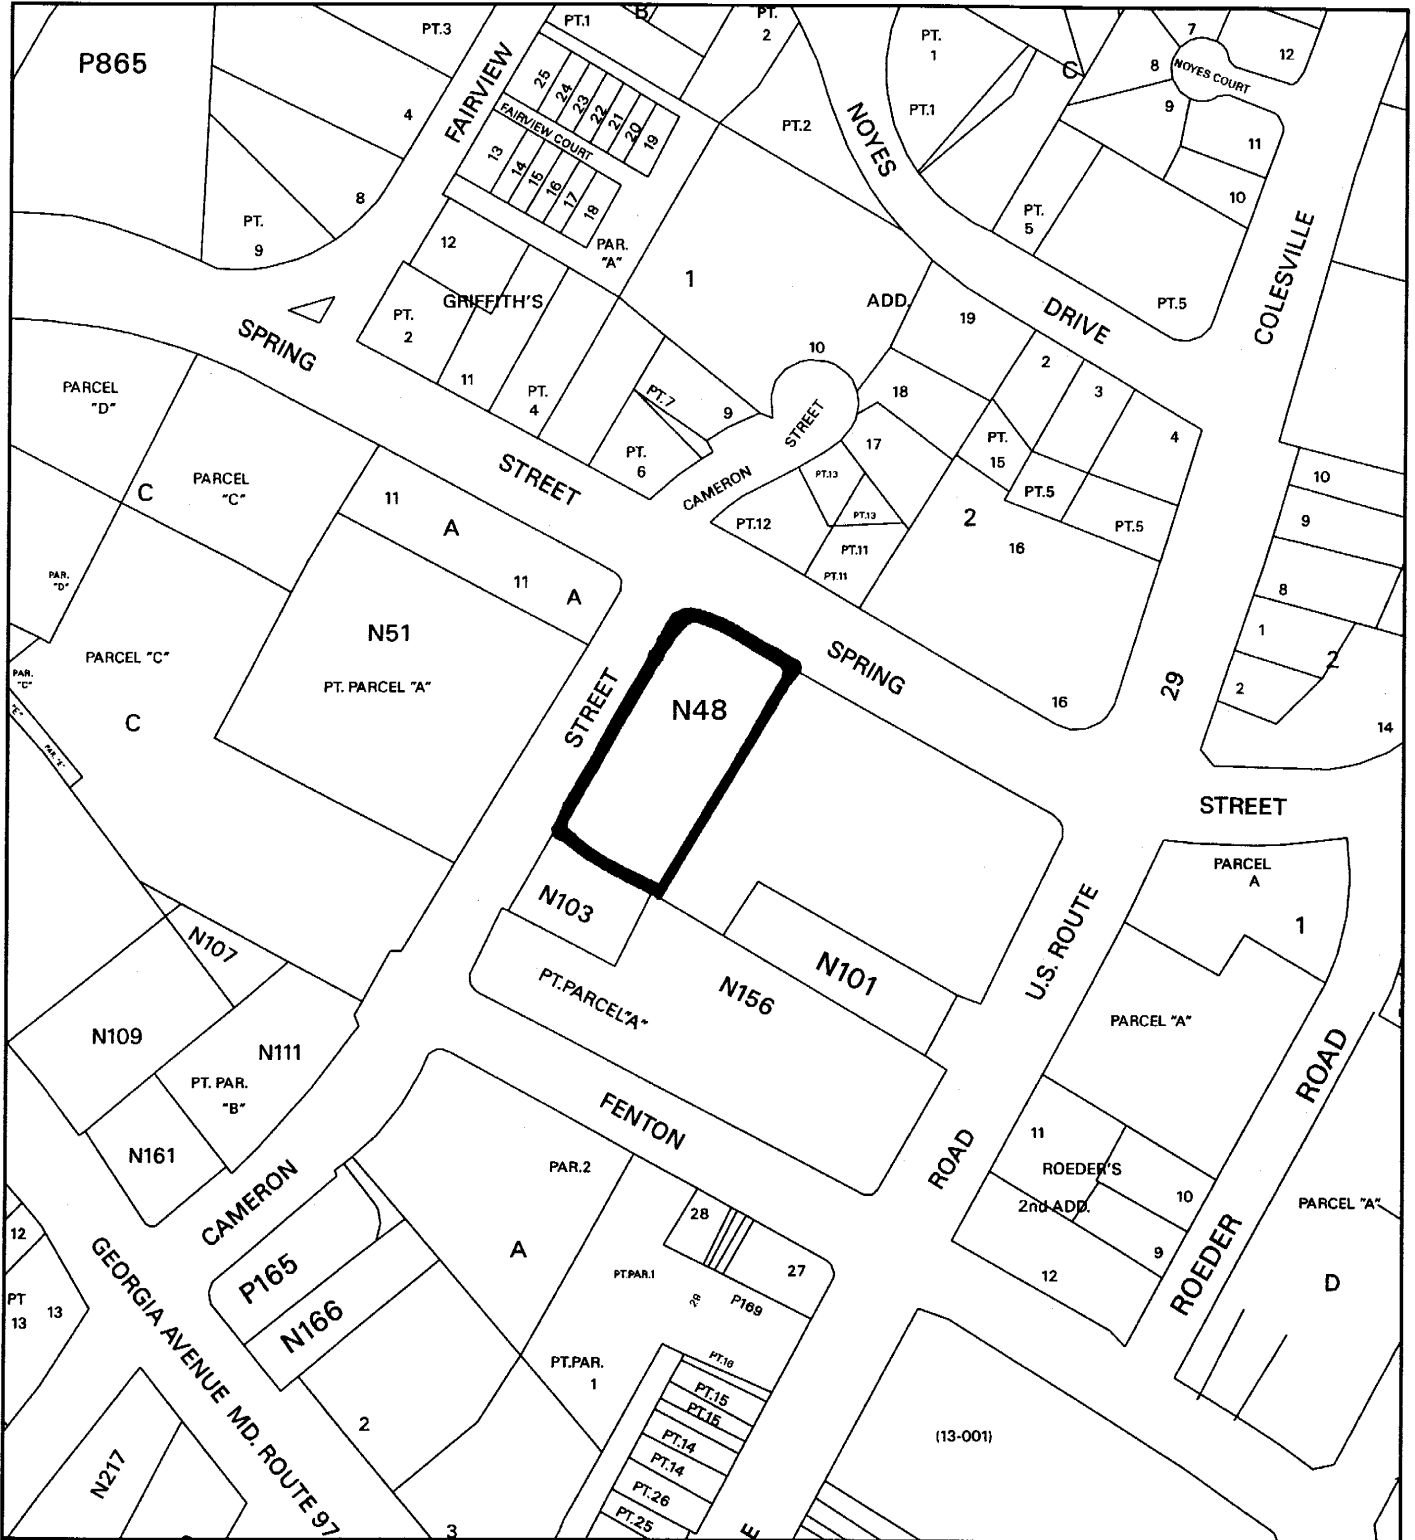 P865
PT.3
4
8
PT.
9
FAIRVIEW
PT.1
B
PT.
2
25
24
23
22
21
20
19
FAIRVIEW COURT
13
14
15
16
17
18
PAR.
"A"
12
GRIFFITH'S
PT.
2
11
PT.
4
PT.7
9
PT.
6
1
ADD.
10
PT.2
NOYES
DRIVE
PT.
1
PT.1
C
7
12
8
NOYES COURT
9
11
10
PT.
5
PT.5
COLESVILLE
19
18
17
2
3
4
PT.
15
PT.5
PT.5
2
16
16
PT.13
PT.13
PT.12
PT.11
PT.11
CAMERON
STREET
SPRING
STREET
SPRING
STREET
29
10
9
8
1
2
2
14
PARCEL
"D"
PARCEL
"C"
C
PAR.
"D"
11
A
11
A
N51
PT. PARCEL "A"
PARCEL "C"
C
PAR.
"C"
"E"
PAR. "E"
STREET
N48
N103
PT.PARCEL"A"
N156
N101
U.S. ROUTE
PARCEL
A
1
PARCEL "A"
ROAD
N107
N109
N111
PT. PAR.
"B"
N161
CAMERON
FENTON
ROAD
11
ROEDER'S
2nd ADD.
10
9
12
ROEDER
PARCEL "A"
D
12
PT
13
13
GEORGIA AVENUE MD. ROUTE 97
P165
N166
PAR.2
A
28
27
PT.PAR.1
29
P169
PT.PAR.
1
PT.16
PT.15
PT.15
PT.14
PT.14
PT.26
PT.25
2
3
N217
(13-001)
E